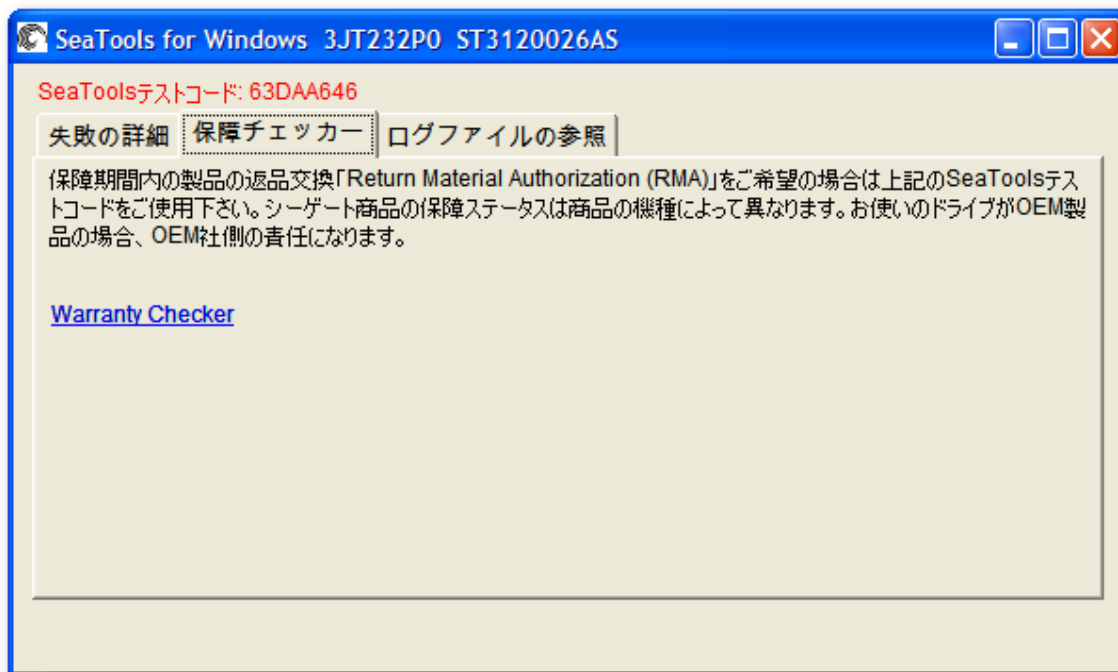 SeaTools for Windows 3JT232P0 ST3120026AS
SeaToolsテストコード: 63DAA646
失敗の詳細 保障チェッカー ログファイルの参照
保障期間内の製品の返品交換「Return Material Authorization (RMA)」をご希望の場合は上記のSeaToolsテス
トコードをご使用下さい。シーゲート商品の保障ステータスは商品の機種によって異なります。お使いのドライブがOEM製
品の場合、OEM社側の責任になります。
Warranty Checker